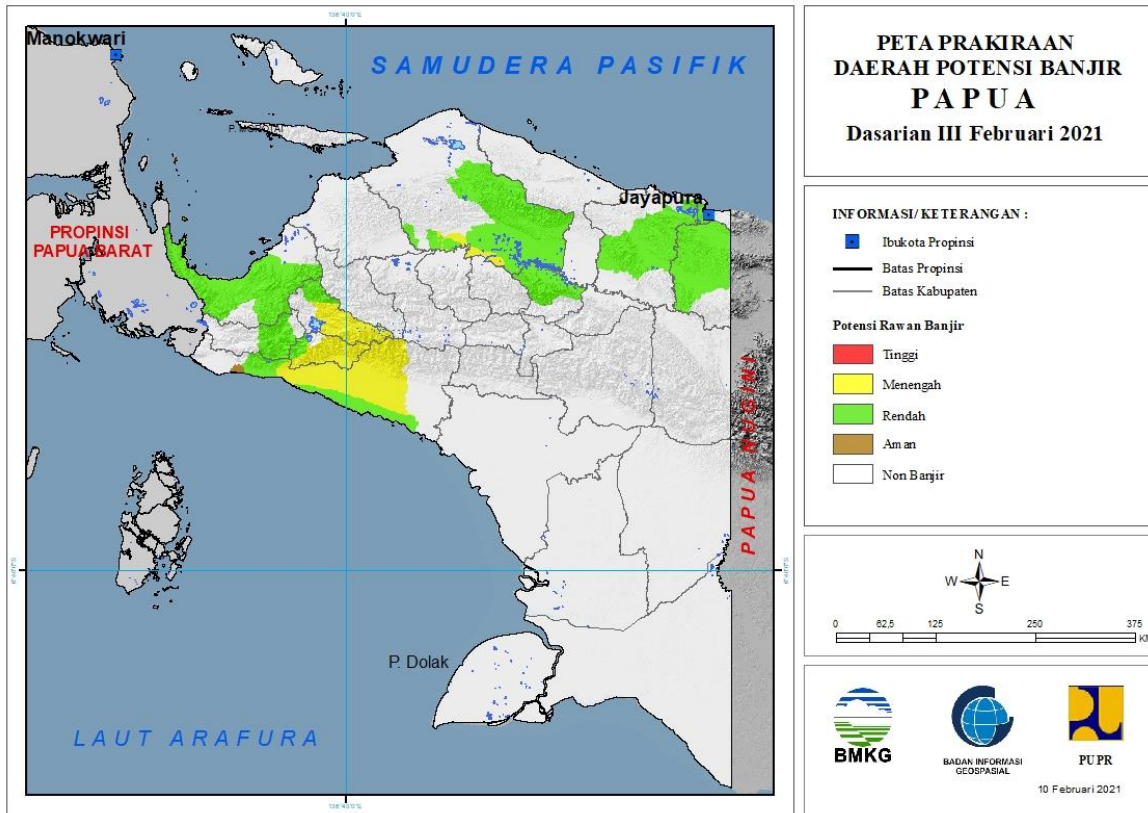 PETA PRAKIRAAN
DAERAH POTENSI BANJIR
PAPUA
Dasarian III Februari 2021
INFORMASI/ KETERANGAN :
Ibukota Propinsi
Batas Propinsi
Batas Kabupaten
Potensi Rawan Banjir
Tinggi
Menengah
Rendah
Aman
Non Banjir
N
W E
S
0 62,5 125 250 375
KM
BMKG
BADAN INFORMASI
GEOSPASIAL
PUPR
10 Februari 2021
Manokwari
SAMUDERA PASIFIK
Jayapura
PROPINSI
PAPUA BARAT
PAPUA NUGINI
P. Dolak
LAUT ARAFURA